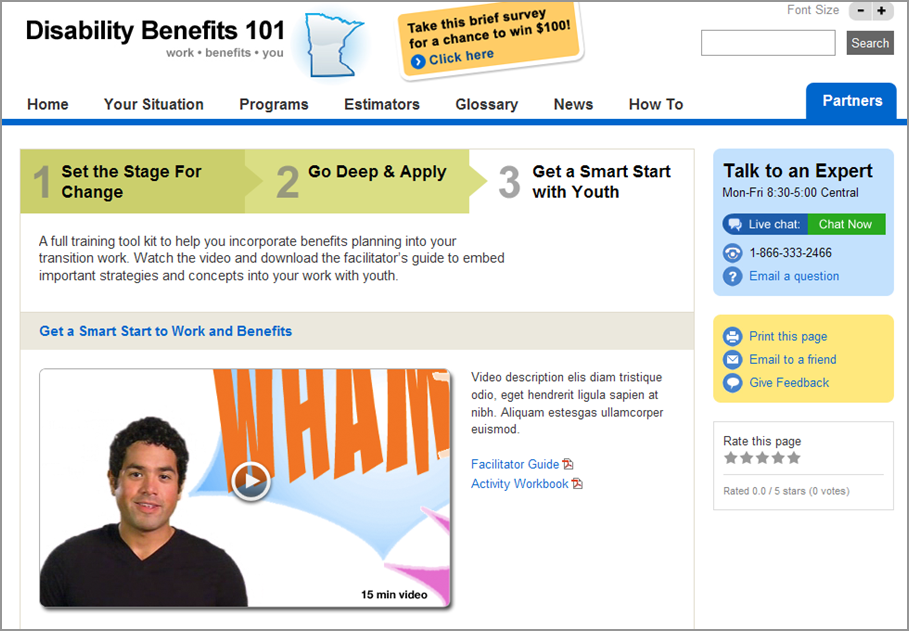 Disability Benefits 101
work • benefits • you
Take this brief survey
for a chance to win $100!
Click here
Font Size - +
Search
Home Your Situation Programs Estimators Glossary News How To Partners
1 Set the Stage For
Change
2 Go Deep & Apply
3 Get a Smart Start
with Youth
A full training tool kit to help you incorporate benefits planning into your
transition work. Watch the video and download the facilitator's guide to embed
important strategies and concepts into your work with youth.
Get a Smart Start to Work and Benefits
WHAM
15 min video
Video description elis diam tristique
odio, eget hendrerit ligula sapien at
nibh. Aliquam estesgas ullamcorper
euismod.
Facilitator Guide
Activity Workbook
Talk to an Expert
Mon-Fri 8:30-5:00 Central
Live chat: Chat Now
1-866-333-2466
? Email a question
Print this page
Email to a friend
Give Feedback
Rate this page
Rated 0.0 / 5 stars (0 votes)